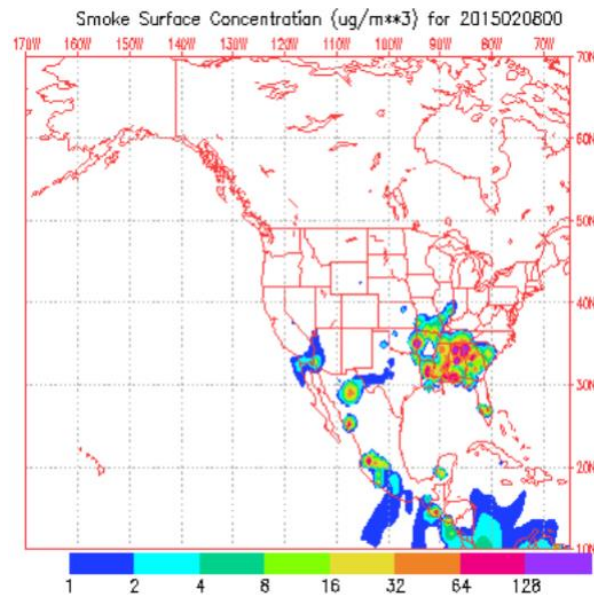 Smoke Surface Concentration (ug/m**3) for 2015020800
170W 160W 150W 140W 130W 120W 110W 100W 90W 80W 70W
70N
60N
50N
40N
30N
20N
10N
1 2 4 8 16 32 64 128